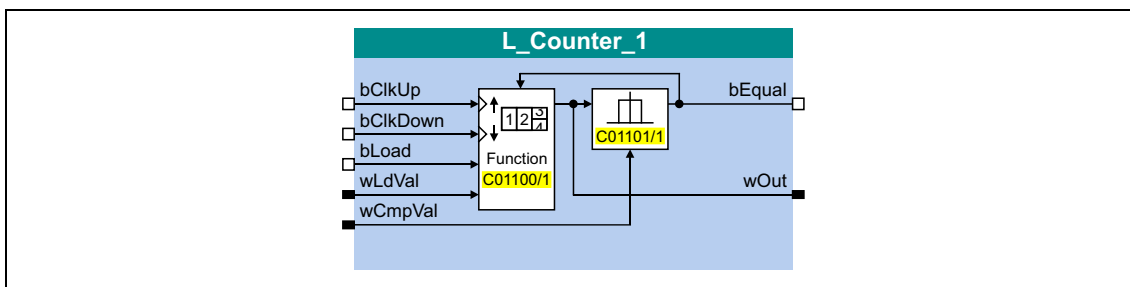 L_Counter_1
bClkUp
bEqual
bClkDown
1 2 3 4
C01101/1
bLoad
Function
wLdVal
C01100/1
wOut
wCmpVal